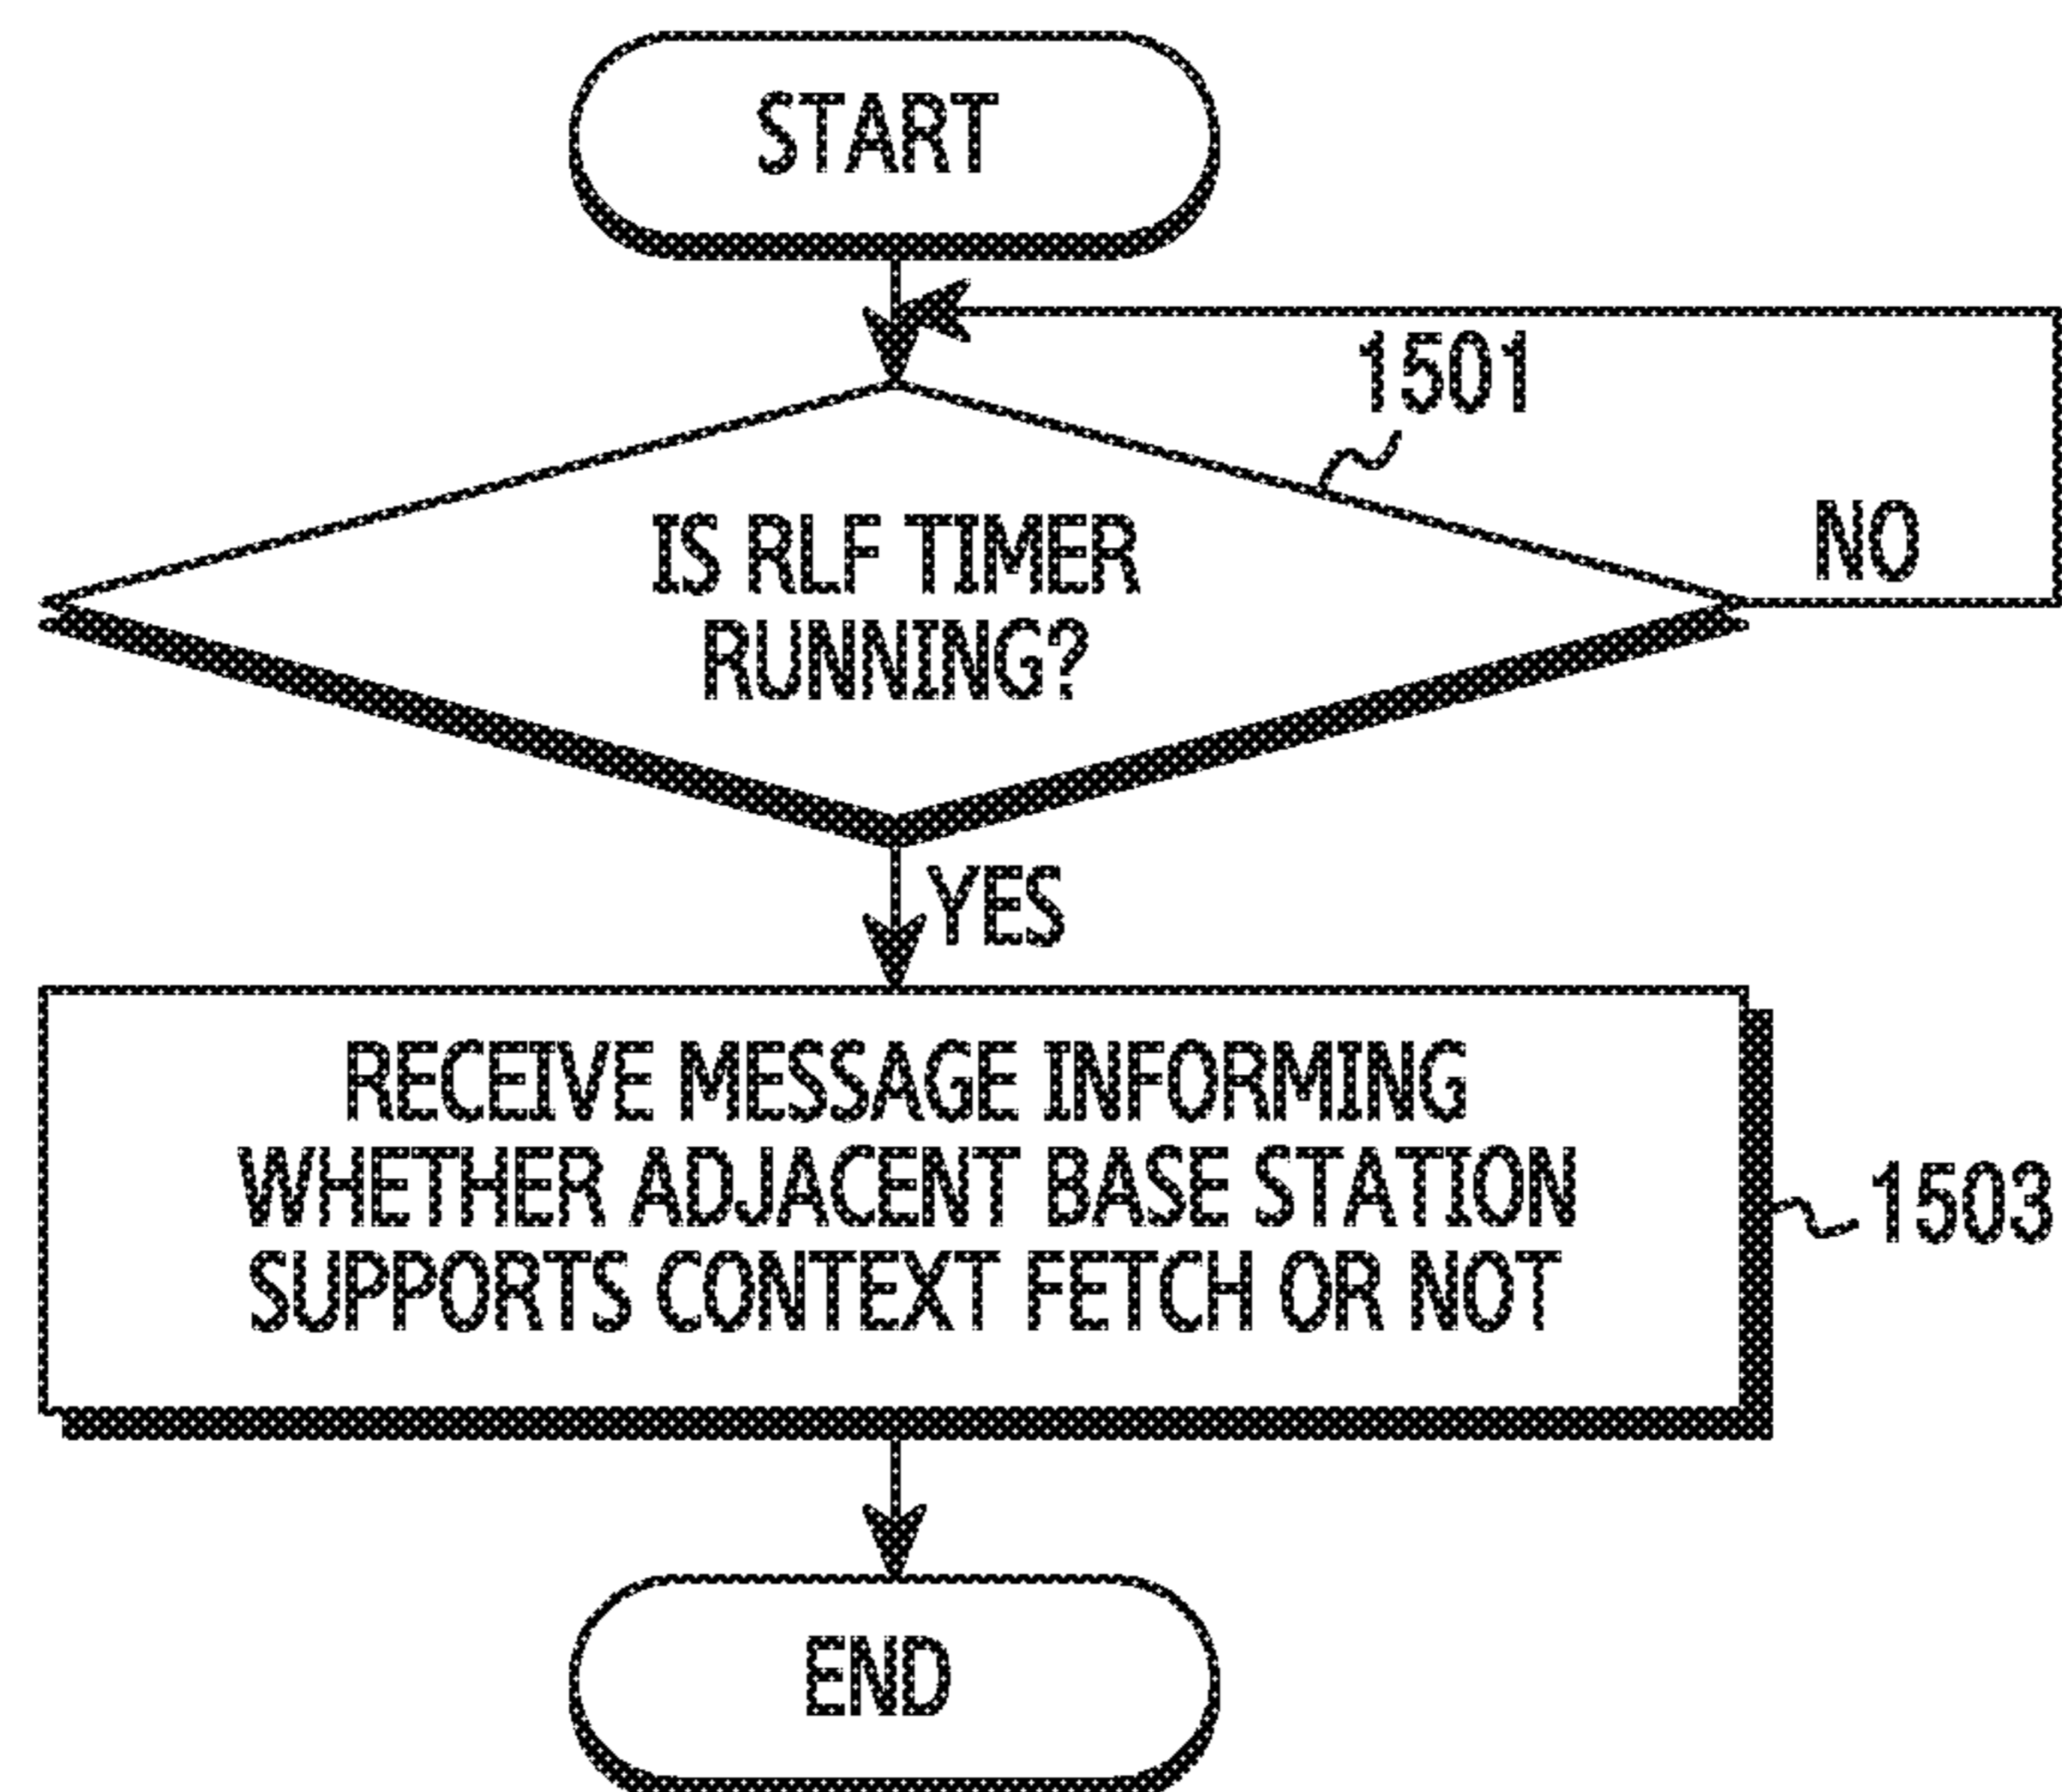 START
1501
IS RLF TIMER
RUNNING?
NO
YES
RECEIVE MESSAGE INFORMING
WHETHER ADJACENT BASE STATION
SUPPORTS CONTEXT FETCH OR NOT
1503
END